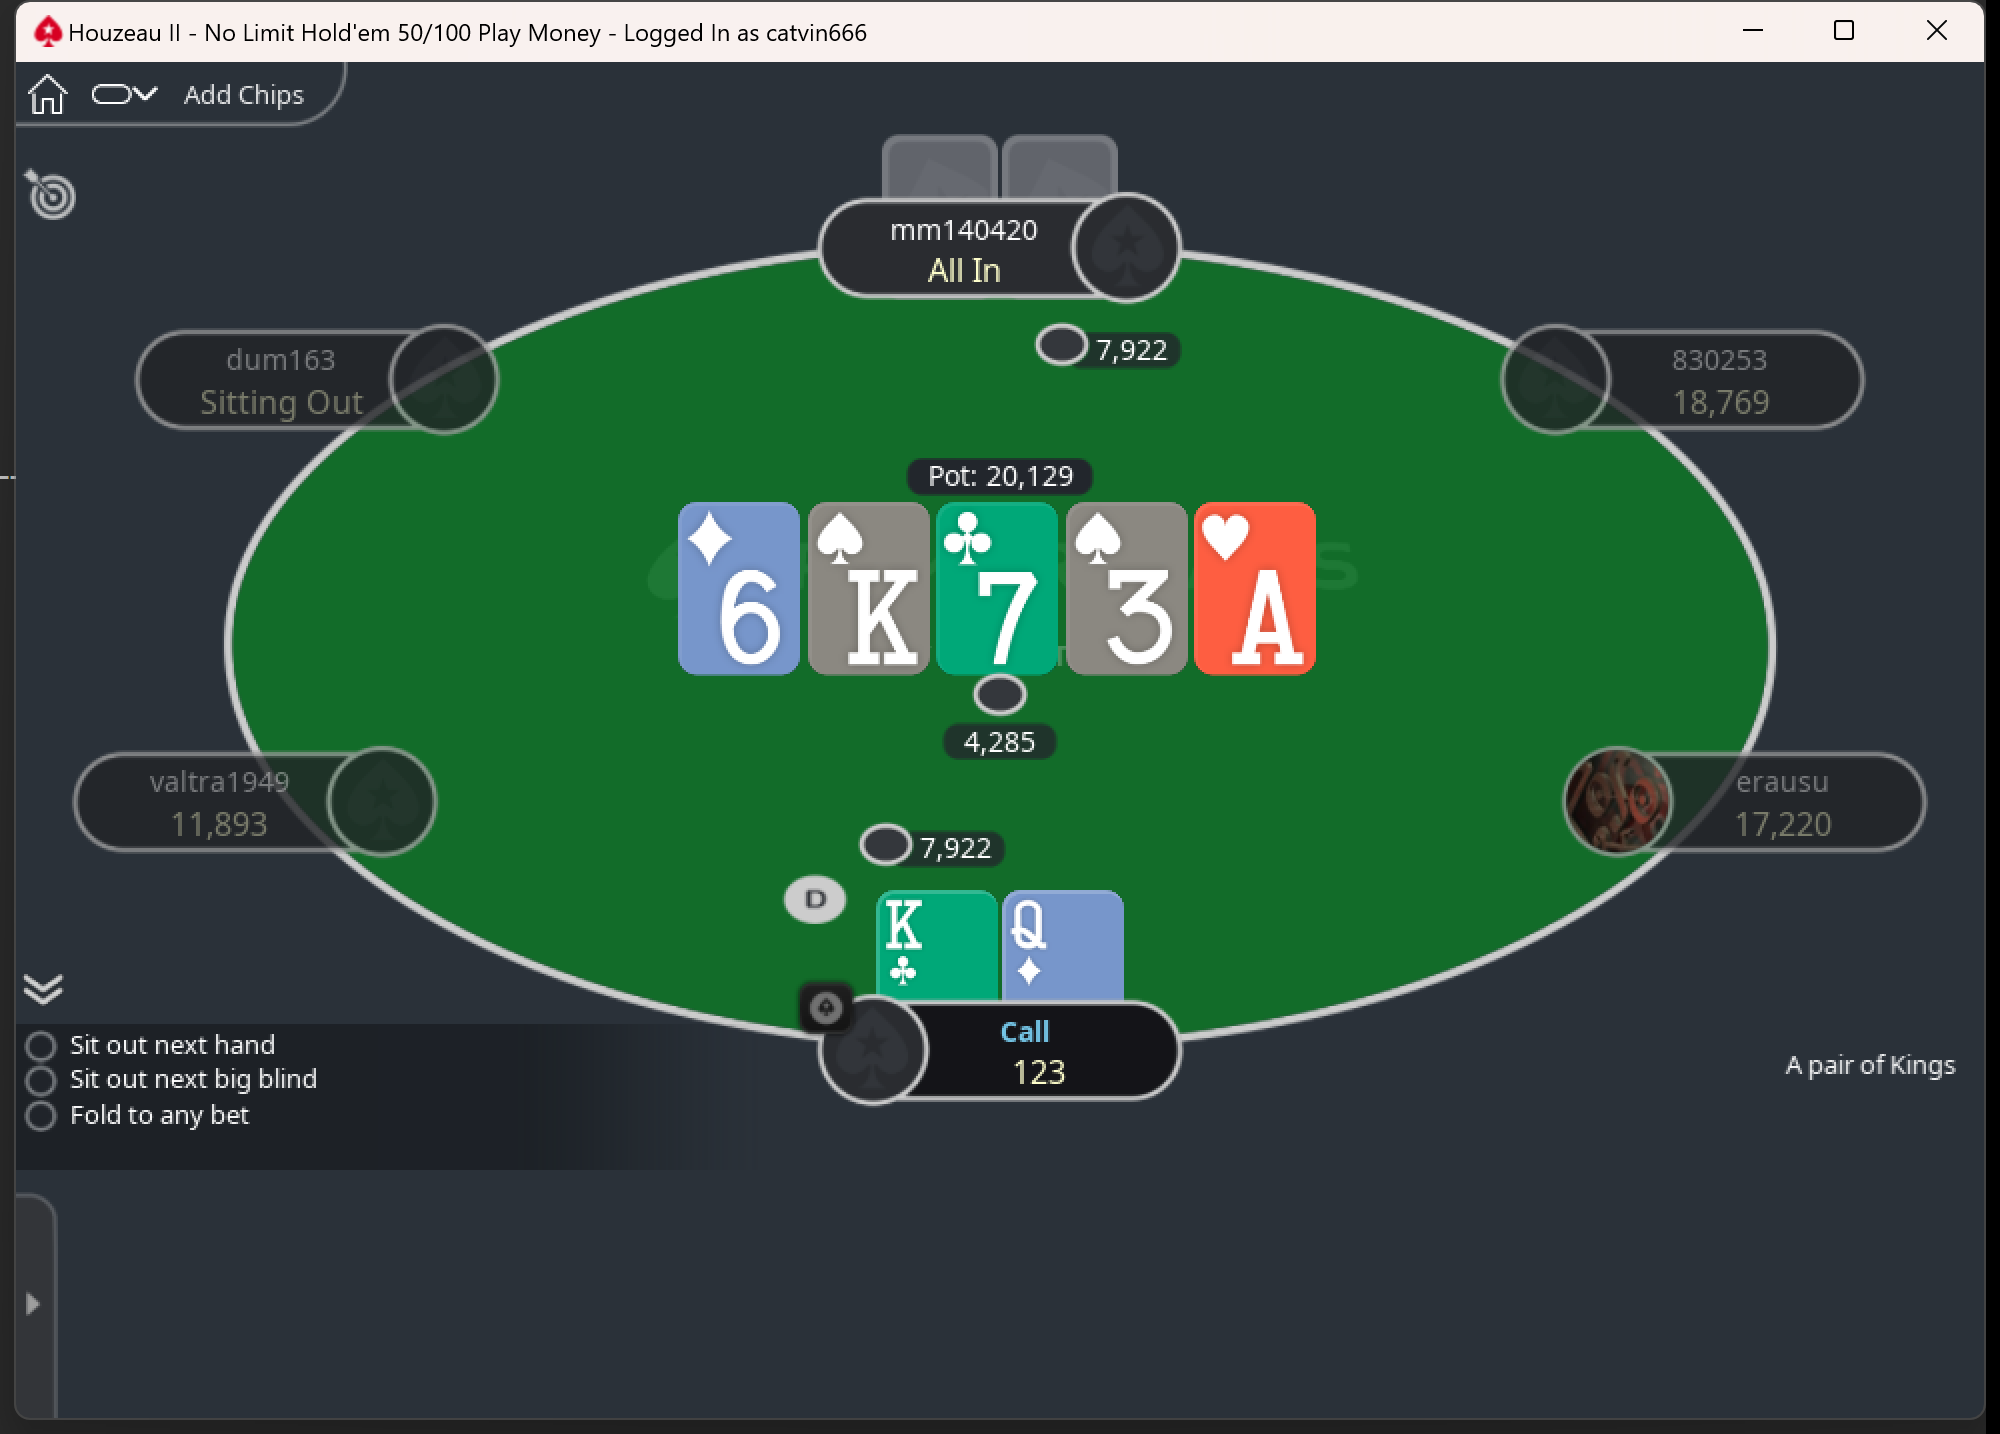 Houzeau II - No Limit Hold'em 50/100 Play Money - Logged In as catvin666
Add Chips
mm140420
All In
7,922
dum163
Sitting Out
830253
18,769
Pot: 20,129
6
K
7
3
A
4,285
valtra1949
11,893
erausu
17,220
7,922
D
K
Q
Call
123
Sit out next hand
Sit out next big blind
Fold to any bet
A pair of Kings